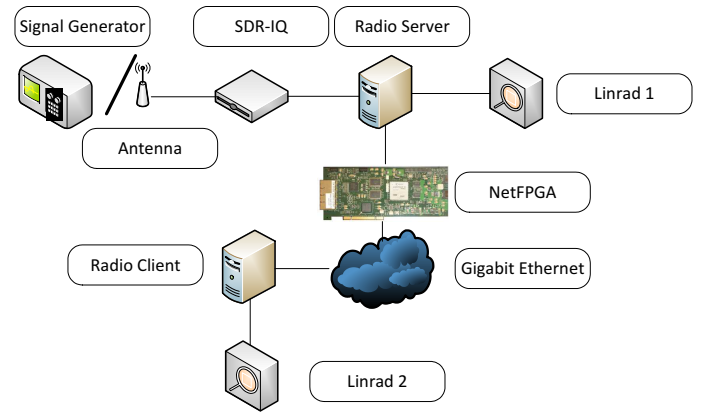 Signal Generator
SDR-IQ
Radio Server
Linrad 1
Antenna
NetFPGA
Radio Client
Gigabit Ethernet
Linrad 2